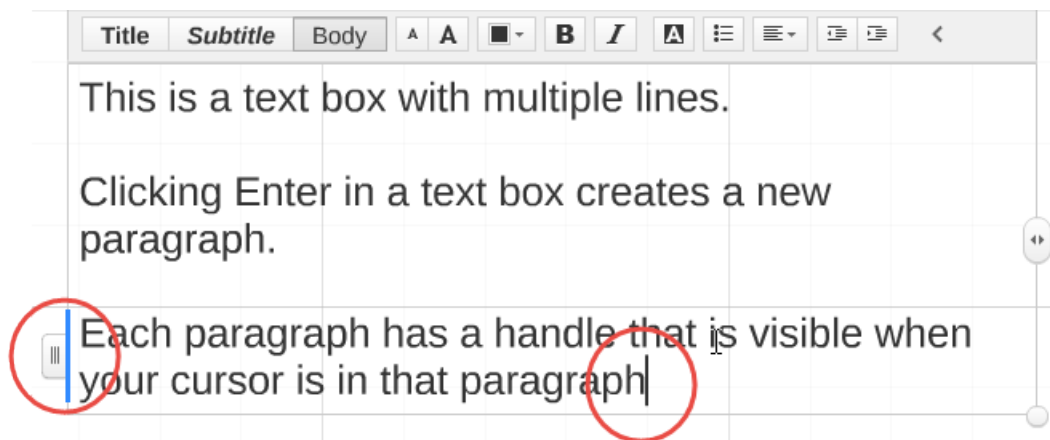 Title Subtitle Body A A B I A
This is a text box with multiple lines.
Clicking Enter in a text box creates a new
paragraph.
Each paragraph has a handle that is visible when
your cursor is in that paragraph